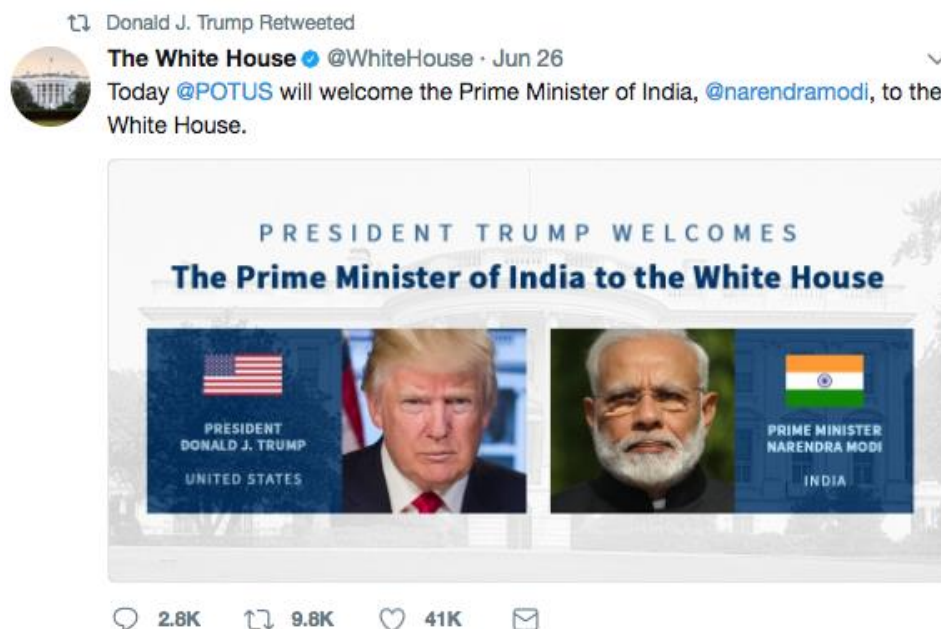 Donald J. Trump Retweeted
The White House @WhiteHouse · Jun 26
Today @POTUS will welcome the Prime Minister of India, @narendramodi, to the
White House.
PRESIDENT TRUMP WELCOMES
The Prime Minister of India to the White House
PRESIDENT
DONALD J. TRUMP
UNITED STATES
PRIME MINISTER
NARENDRA MODI
INDIA
2.8K 9.8K 41K